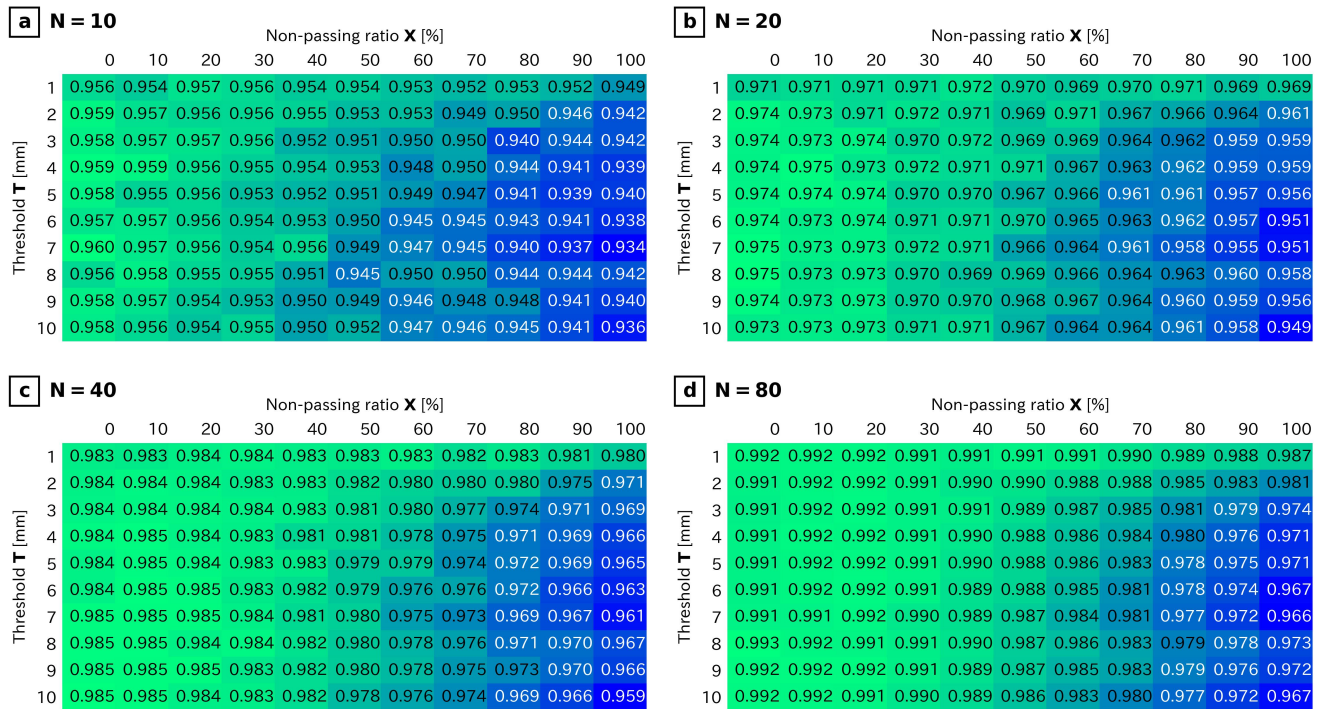 a N = 10
Non-passing ratio X [%]
0 10 20 30 40 50 60 70 80 90 100
Threshold T [mm]
1 0.956 0.954 0.957 0.956 0.954 0.954 0.953 0.952 0.953 0.952 0.949
2 0.959 0.957 0.956 0.956 0.955 0.953 0.953 0.949 0.950 0.946 0.942
3 0.958 0.957 0.957 0.956 0.952 0.951 0.950 0.950 0.940 0.944 0.942
4 0.959 0.959 0.956 0.955 0.954 0.953 0.948 0.950 0.944 0.941 0.939
5 0.958 0.955 0.956 0.953 0.952 0.951 0.949 0.947 0.941 0.939 0.940
6 0.957 0.957 0.956 0.954 0.953 0.950 0.945 0.945 0.943 0.941 0.938
7 0.960 0.957 0.956 0.954 0.956 0.949 0.947 0.945 0.940 0.937 0.934
8 0.956 0.958 0.955 0.955 0.951 0.945 0.950 0.950 0.944 0.944 0.942
9 0.958 0.957 0.954 0.953 0.950 0.949 0.946 0.948 0.948 0.941 0.940
10 0.958 0.956 0.954 0.955 0.950 0.952 0.947 0.946 0.945 0.941 0.936
b N = 20
Non-passing ratio X [%]
0 10 20 30 40 50 60 70 80 90 100
Threshold T [mm]
1 0.971 0.971 0.971 0.971 0.972 0.970 0.969 0.970 0.971 0.969 0.969
2 0.974 0.973 0.971 0.972 0.971 0.969 0.971 0.967 0.966 0.964 0.961
3 0.974 0.973 0.974 0.970 0.972 0.969 0.969 0.964 0.962 0.959 0.959
4 0.974 0.975 0.973 0.972 0.971 0.971 0.967 0.963 0.962 0.959 0.959
5 0.974 0.974 0.974 0.970 0.970 0.967 0.966 0.961 0.961 0.957 0.956
6 0.974 0.973 0.974 0.971 0.971 0.970 0.965 0.963 0.962 0.957 0.951
7 0.975 0.973 0.973 0.972 0.971 0.966 0.964 0.961 0.958 0.955 0.951
8 0.975 0.973 0.973 0.970 0.969 0.969 0.966 0.964 0.963 0.960 0.958
9 0.974 0.973 0.973 0.970 0.970 0.968 0.967 0.964 0.960 0.959 0.956
10 0.973 0.973 0.973 0.971 0.971 0.967 0.964 0.964 0.961 0.958 0.949
c N = 40
Non-passing ratio X [%]
0 10 20 30 40 50 60 70 80 90 100
Threshold T [mm]
1 0.983 0.983 0.984 0.984 0.983 0.983 0.983 0.982 0.983 0.981 0.980
2 0.984 0.984 0.984 0.983 0.983 0.982 0.980 0.980 0.980 0.975 0.971
3 0.984 0.984 0.984 0.983 0.983 0.981 0.980 0.977 0.974 0.971 0.969
4 0.984 0.985 0.984 0.983 0.981 0.981 0.978 0.975 0.971 0.969 0.966
5 0.984 0.985 0.984 0.983 0.983 0.979 0.979 0.974 0.972 0.969 0.965
6 0.984 0.985 0.985 0.983 0.982 0.979 0.976 0.976 0.972 0.966 0.963
7 0.985 0.985 0.984 0.984 0.981 0.980 0.975 0.973 0.969 0.967 0.961
8 0.985 0.985 0.984 0.984 0.982 0.980 0.978 0.976 0.971 0.970 0.967
9 0.985 0.985 0.985 0.983 0.982 0.980 0.978 0.975 0.973 0.970 0.966
10 0.985 0.985 0.984 0.983 0.982 0.978 0.976 0.974 0.969 0.966 0.959
d N = 80
Non-passing ratio X [%]
0 10 20 30 40 50 60 70 80 90 100
Threshold T [mm]
1 0.992 0.992 0.992 0.991 0.991 0.991 0.991 0.990 0.989 0.988 0.987
2 0.991 0.992 0.992 0.991 0.990 0.990 0.988 0.988 0.985 0.983 0.981
3 0.991 0.992 0.992 0.991 0.991 0.989 0.987 0.985 0.981 0.979 0.974
4 0.991 0.992 0.992 0.991 0.990 0.988 0.986 0.984 0.980 0.976 0.971
5 0.991 0.992 0.992 0.991 0.990 0.988 0.986 0.983 0.978 0.975 0.971
6 0.991 0.992 0.992 0.991 0.989 0.988 0.985 0.981 0.978 0.974 0.967
7 0.991 0.991 0.992 0.990 0.989 0.987 0.984 0.981 0.977 0.972 0.966
8 0.993 0.992 0.991 0.991 0.990 0.987 0.986 0.983 0.979 0.978 0.973
9 0.992 0.992 0.992 0.991 0.989 0.987 0.985 0.983 0.979 0.976 0.972
10 0.992 0.992 0.991 0.990 0.989 0.986 0.983 0.980 0.977 0.972 0.967